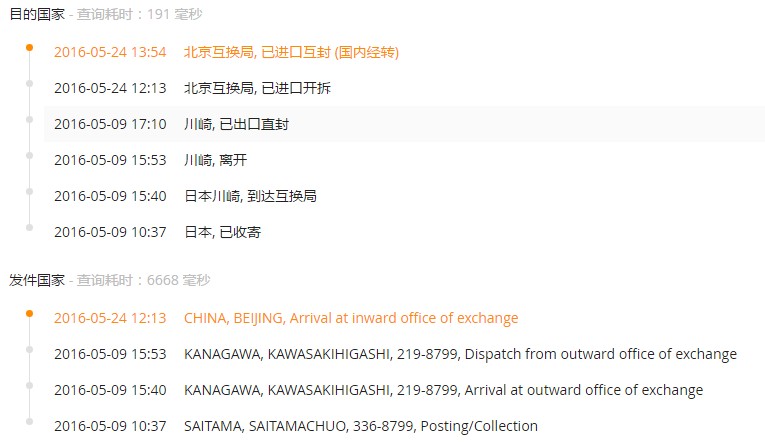 目的国家 - 查询耗时：191 毫秒
2016-05-24 13:54 北京互换局, 已进口互封 (国内经转)
2016-05-24 12:13 北京互换局, 已进口开拆
2016-05-09 17:10 川崎, 已出口直封
2016-05-09 15:53 川崎, 离开
2016-05-09 15:40 日本川崎, 到达互换局
2016-05-09 10:37 日本, 已收寄
发件国家 - 查询耗时：6668 毫秒
2016-05-24 12:13 CHINA, BEIJING, Arrival at inward office of exchange
2016-05-09 15:53 KANAGAWA, KAWASAKIHIGASHI, 219-8799, Dispatch from outward office of exchange
2016-05-09 15:40 KANAGAWA, KAWASAKIHIGASHI, 219-8799, Arrival at outward office of exchange
2016-05-09 10:37 SAITAMA, SAITAMACHUO, 336-8799, Posting/Collection